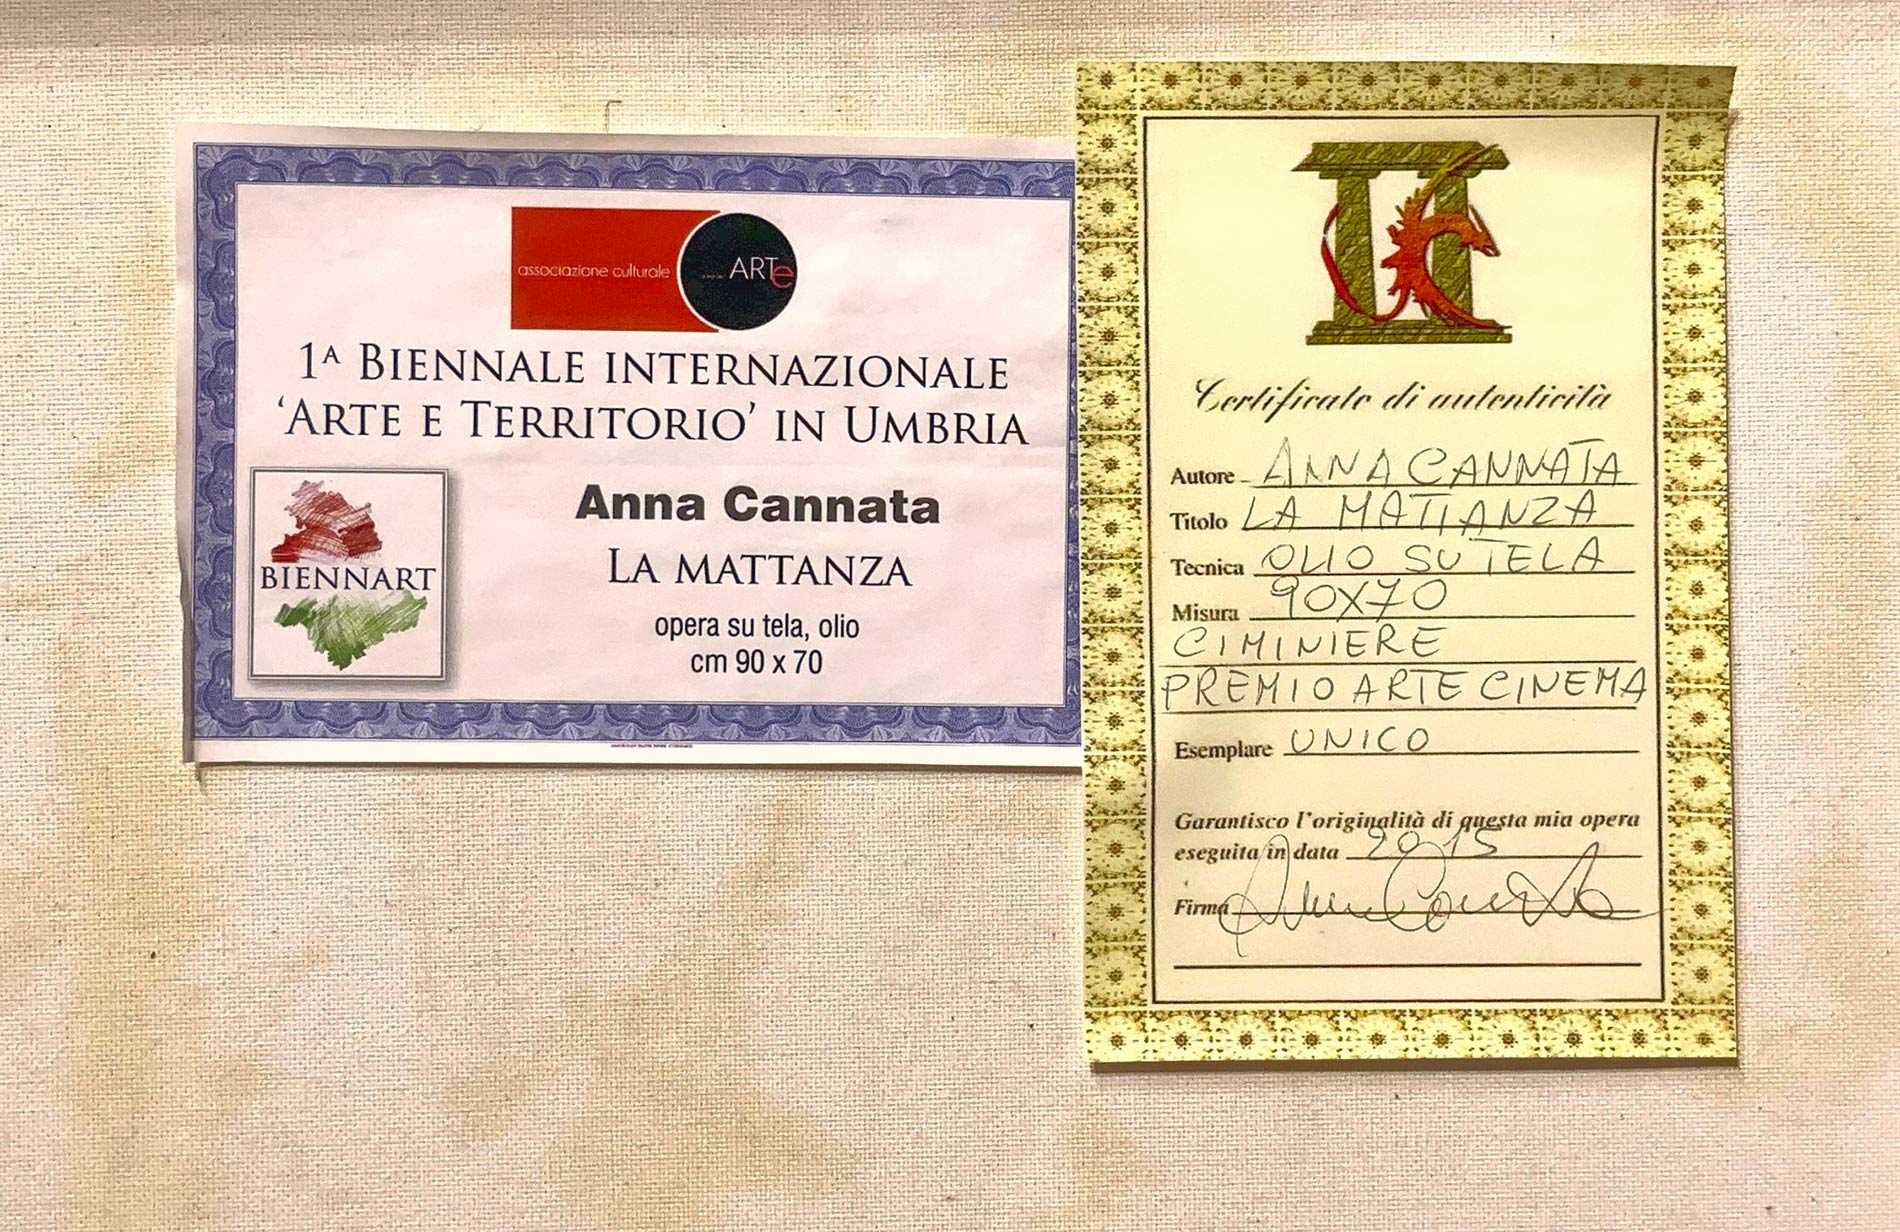 associazione culturale
ARTe
1A BIENNALE INTERNAZIONALE
‘ARTE E TERRITORIO’ IN UMBRIA
BIENNART
Anna Cannata
LA MATTANZA
opera su tela, olio
cm 90 x 70
Certificato di autenticità
Autore ANNA CANNATA
Titolo LA MATTANZA
Tecnica OLIO SU TELA
Misura 90X70
CIMINIERE
PREMIO ARTE CINEMA
Esemplare UNICO
Garantisco l'originalità di questa mia opera
eseguita in data 2015
Firma Anna Cannata